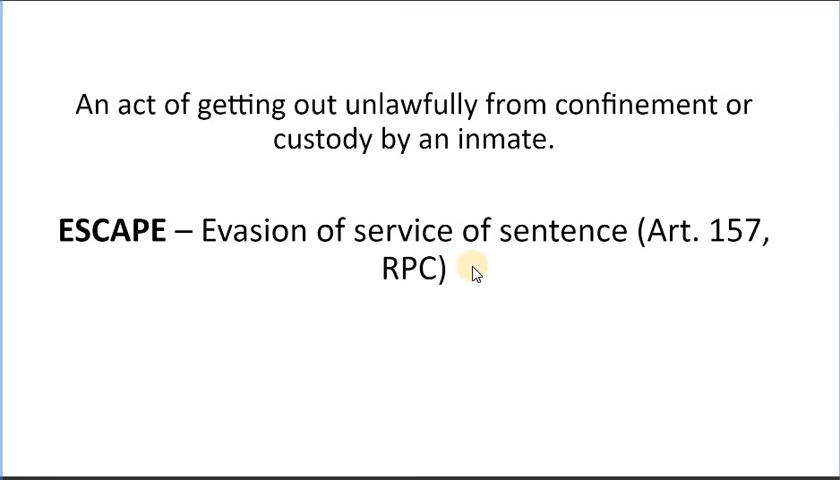 An act of getting out unlawfully from confinement or
custody by an inmate.
ESCAPE – Evasion of service of sentence (Art. 157,
RPC)